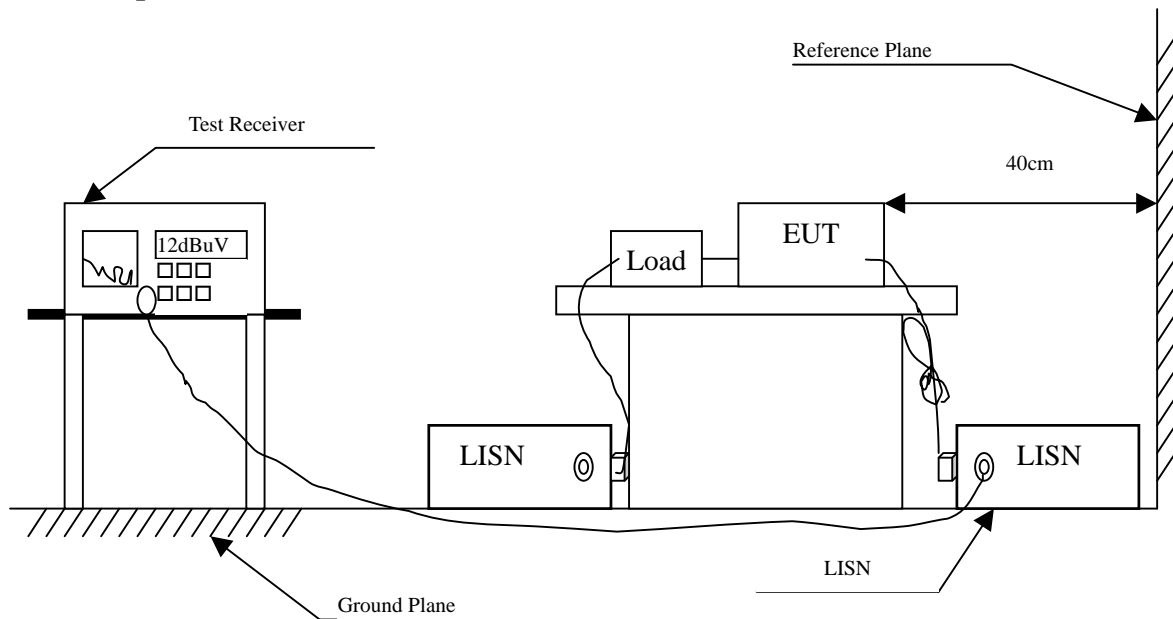 Reference Plane
Test Receiver
40cm
12dBuV
EUT
Load
LISN
LISN
LISN
Ground Plane